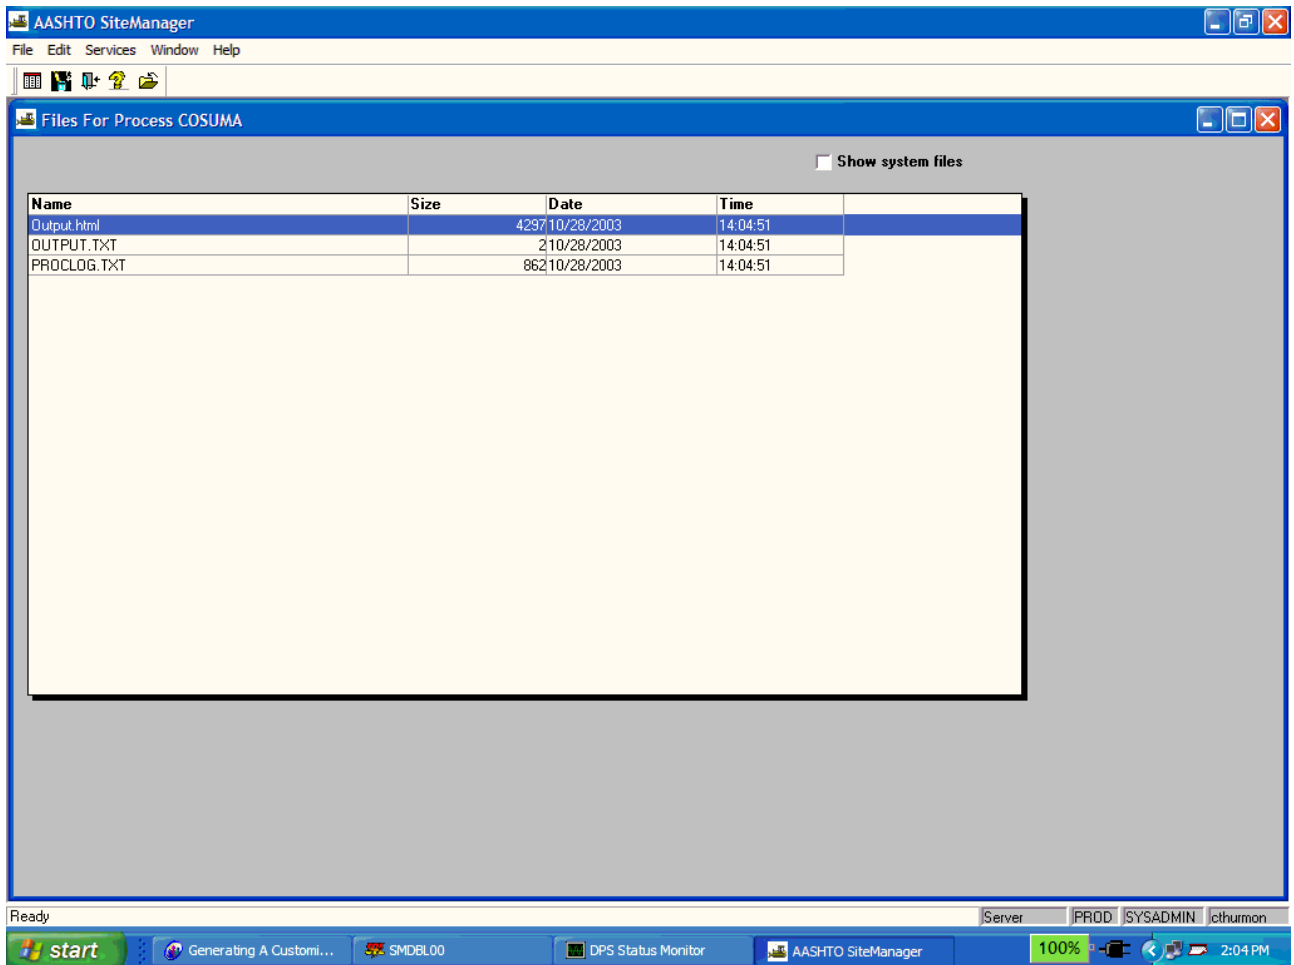 AASHTO SiteManager
File Edit Services Window Help
Files For Process COSUMA
Show system files
Name Size Date Time
Output.html 4297 10/28/2003 14:04:51
OUTPUT.TXT 2 10/28/2003 14:04:51
PROCLOG.TXT 862 10/28/2003 14:04:51
Ready Server PROD SYSADMIN cthurmon
start Generating A Customi... SMDBL00 DPS Status Monitor AASHTO SiteManager 100% 2:04 PM